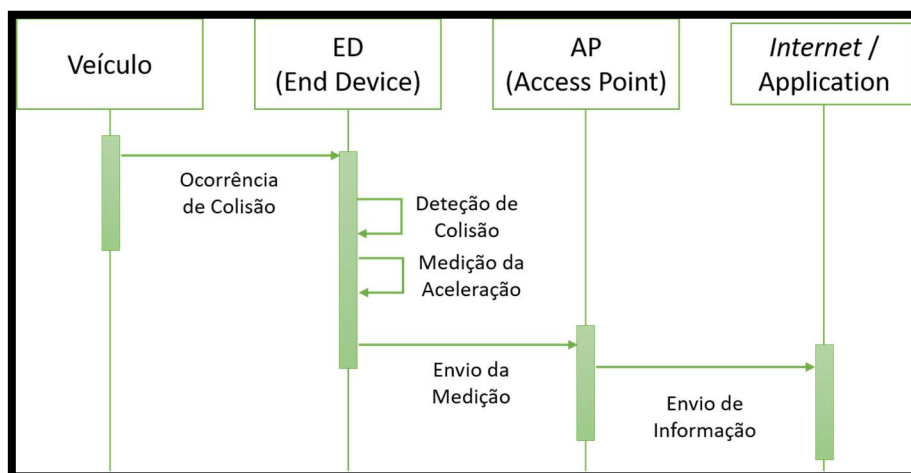 Veículo
ED
(End Device)
AP
(Access Point)
Internet /
Application
Ocorrência
de Colisão
Deteção de
Colisão
Medição da
Aceleração
Envio da
Medição
Envio de
Informação